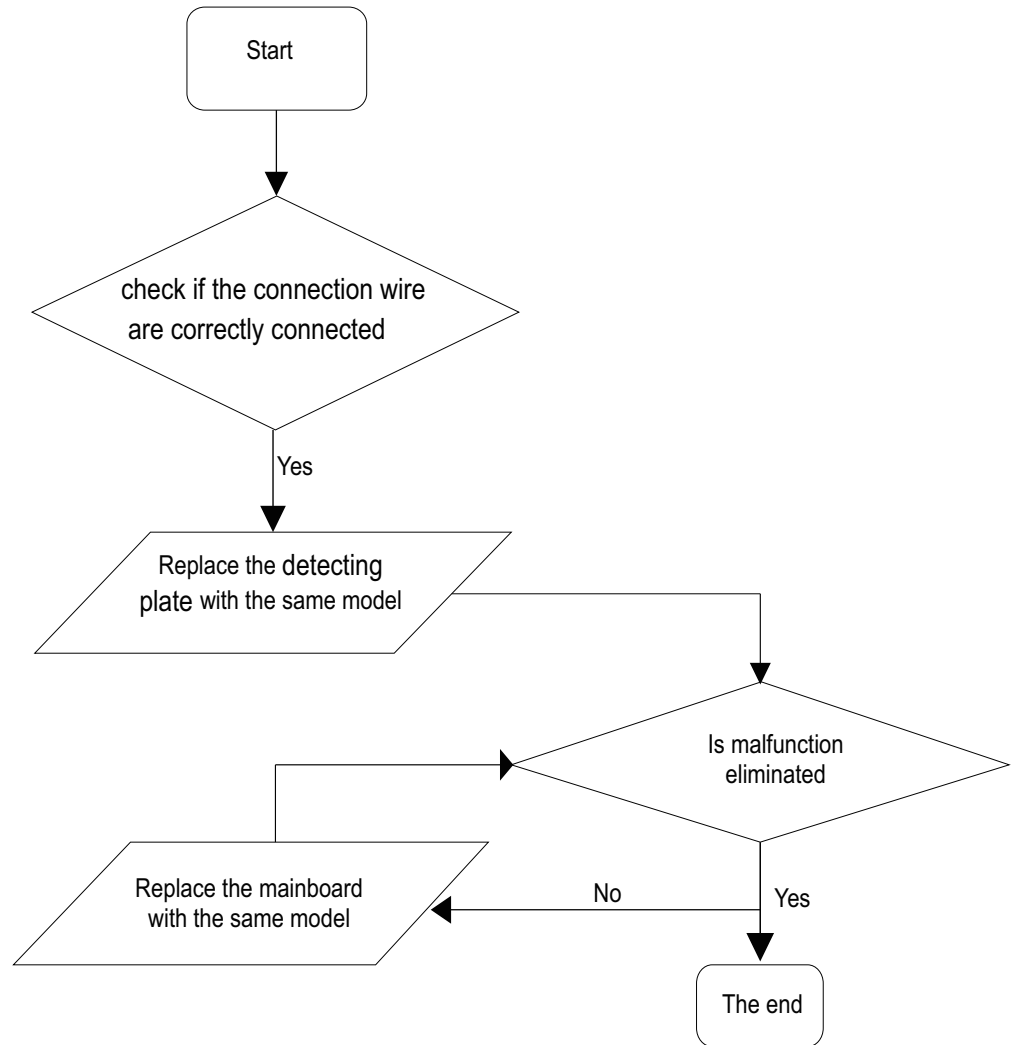 Start
check if the connection wire
are correctly connected
Yes
Replace the detecting
plate with the same model
Is malfunction
eliminated
Replace the mainboard
with the same model
No
Yes
The end